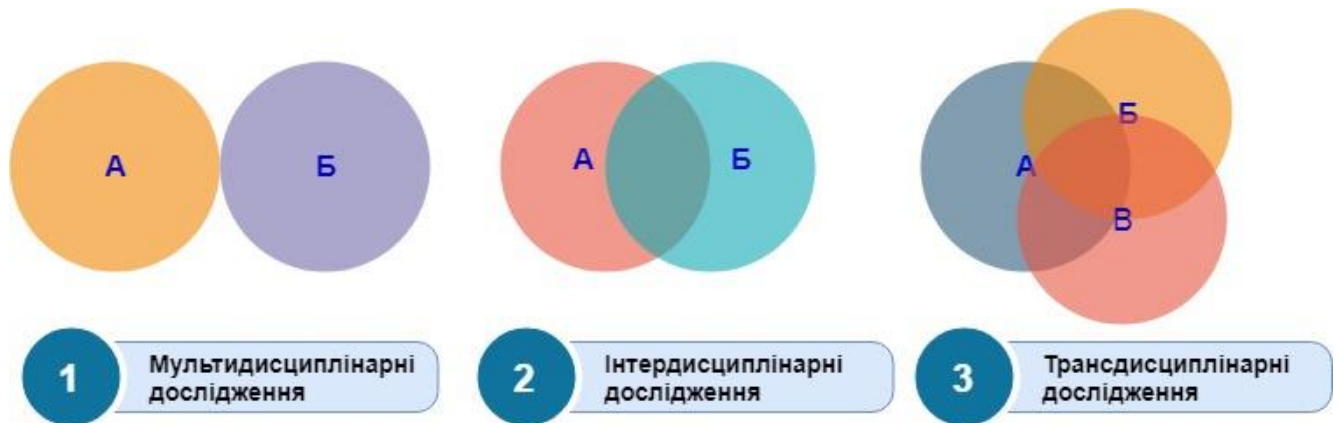 А
Б
А
Б
Б
А
В
1
Мультидисциплінарні
дослідження
2
Інтердисциплінарні
дослідження
3
Трансдисциплінарні
дослідження